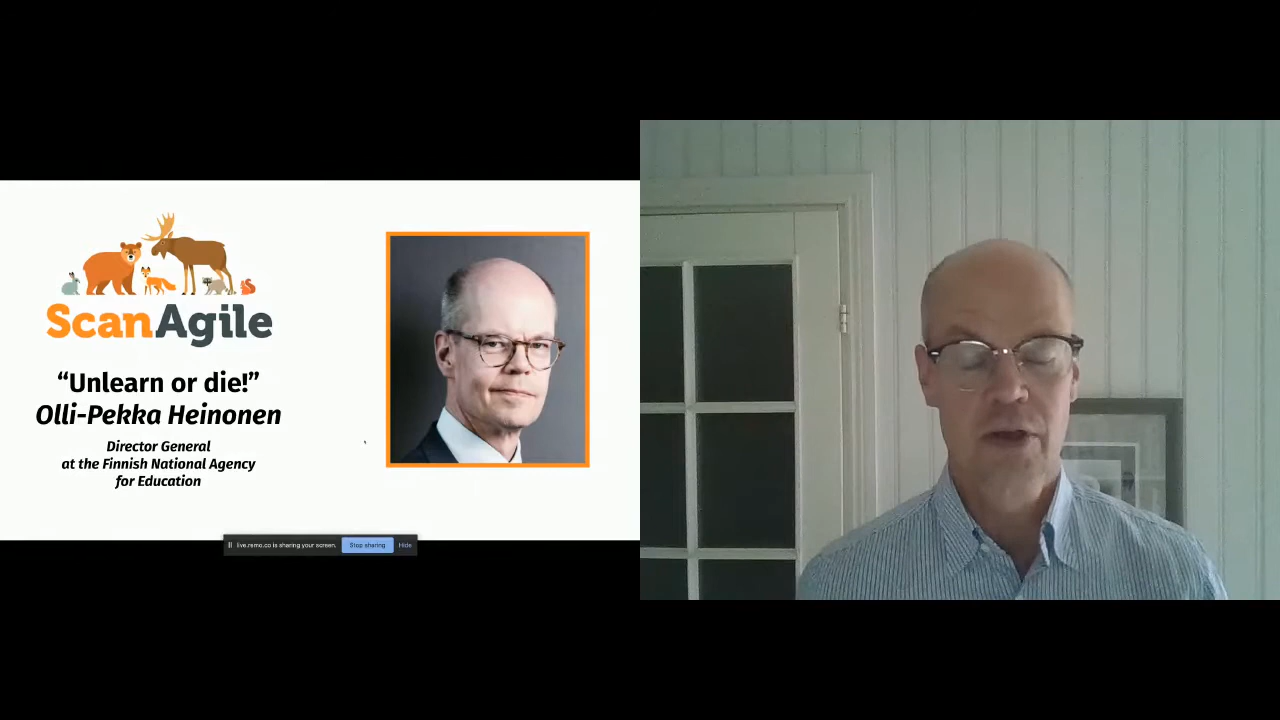 ScanAgile
“Unlearn or die!”
Olli-Pekka Heinonen
Director General
at the Finnish National Agency
for Education
live.remo.co is sharing your screen. Stop sharing Hide